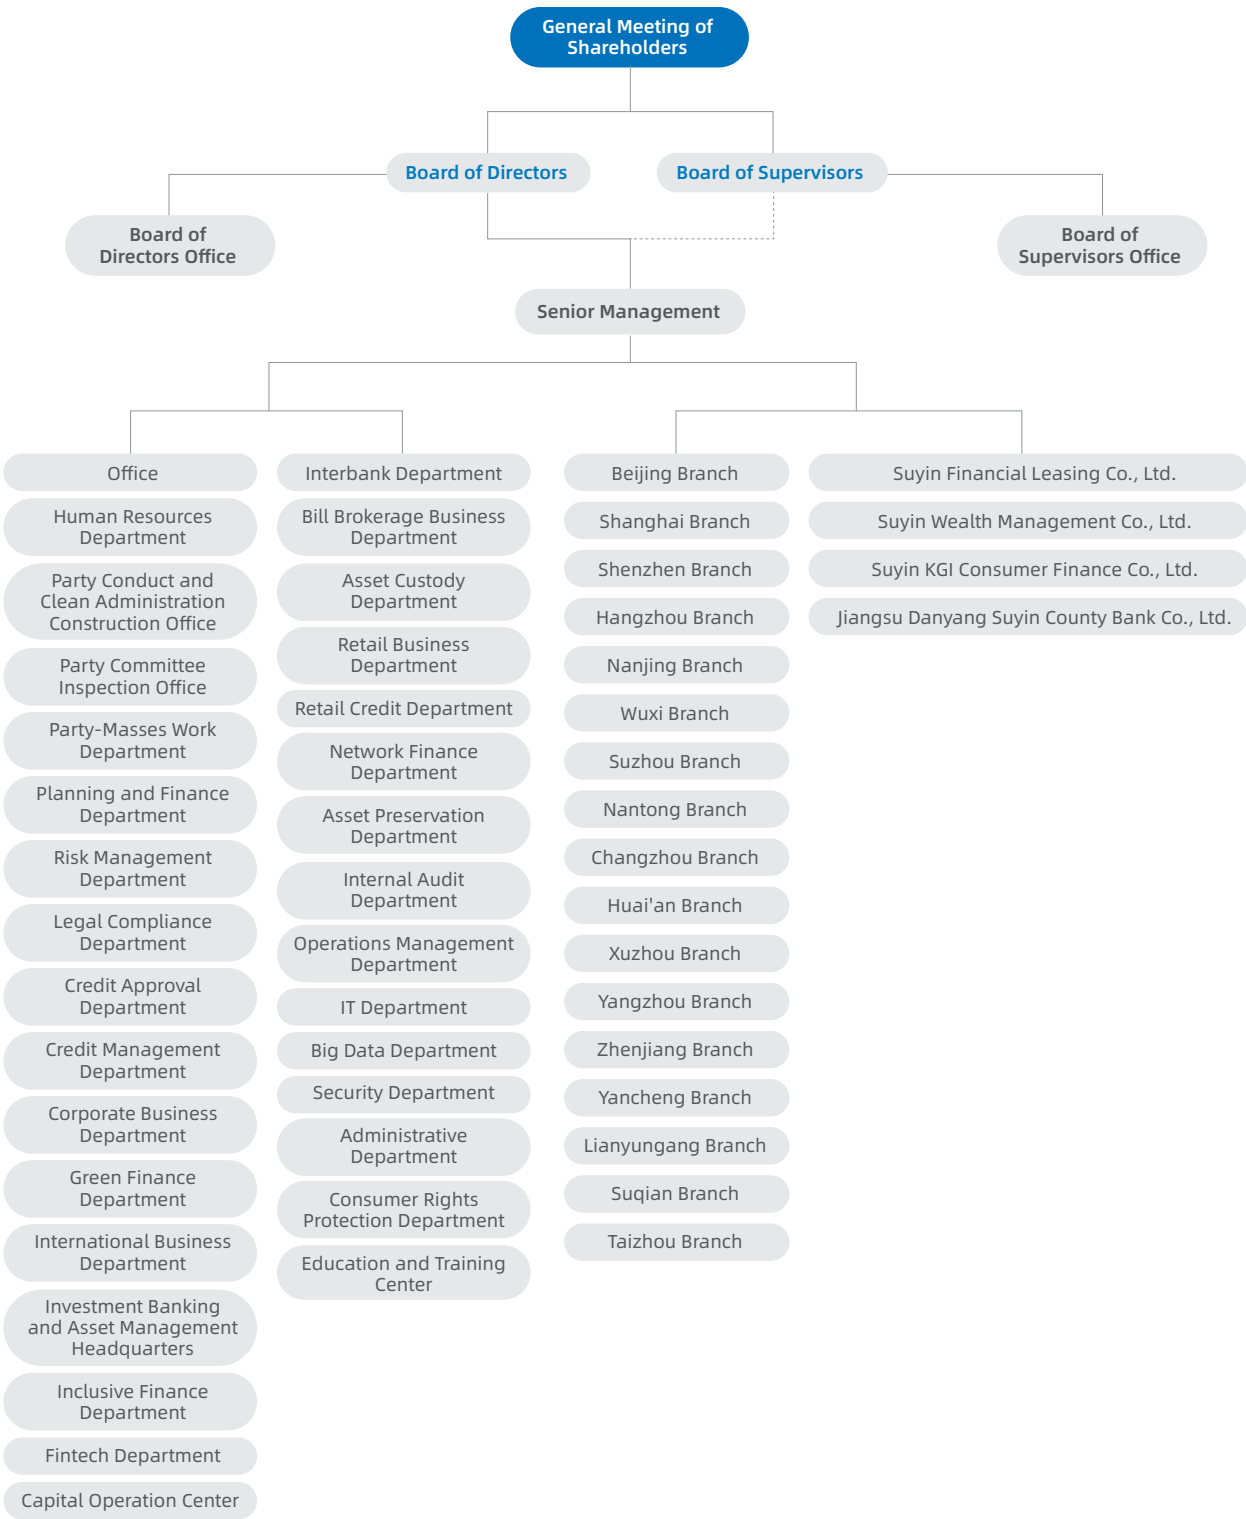 General Meeting of
Shareholders
Board of Directors
Board of Supervisors
Board of
Directors Office
Board of
Supervisors Office
Senior Management
Office
Human Resources
Department
Party Conduct and
Clean Administration
Construction Office
Party Committee
Inspection Office
Party-Masses Work
Department
Planning and Finance
Department
Risk Management
Department
Legal Compliance
Department
Credit Approval
Department
Credit Management
Department
Corporate Business
Department
Green Finance
Department
International Business
Department
Investment Banking
and Asset Management
Headquarters
Inclusive Finance
Department
Fintech Department
Capital Operation Center
Interbank Department
Bill Brokerage Business
Department
Asset Custody
Department
Retail Business
Department
Retail Credit Department
Network Finance
Department
Asset Preservation
Department
Internal Audit
Department
Operations Management
Department
IT Department
Big Data Department
Security Department
Administrative
Department
Consumer Rights
Protection Department
Education and Training
Center
Beijing Branch
Shanghai Branch
Shenzhen Branch
Hangzhou Branch
Nanjing Branch
Wuxi Branch
Suzhou Branch
Nantong Branch
Changzhou Branch
Huai'an Branch
Xuzhou Branch
Yangzhou Branch
Zhenjiang Branch
Yancheng Branch
Lianyungang Branch
Suqian Branch
Taizhou Branch
Suyin Financial Leasing Co., Ltd.
Suyin Wealth Management Co., Ltd.
Suyin KGI Consumer Finance Co., Ltd.
Jiangsu Danyang Suyin County Bank Co., Ltd.